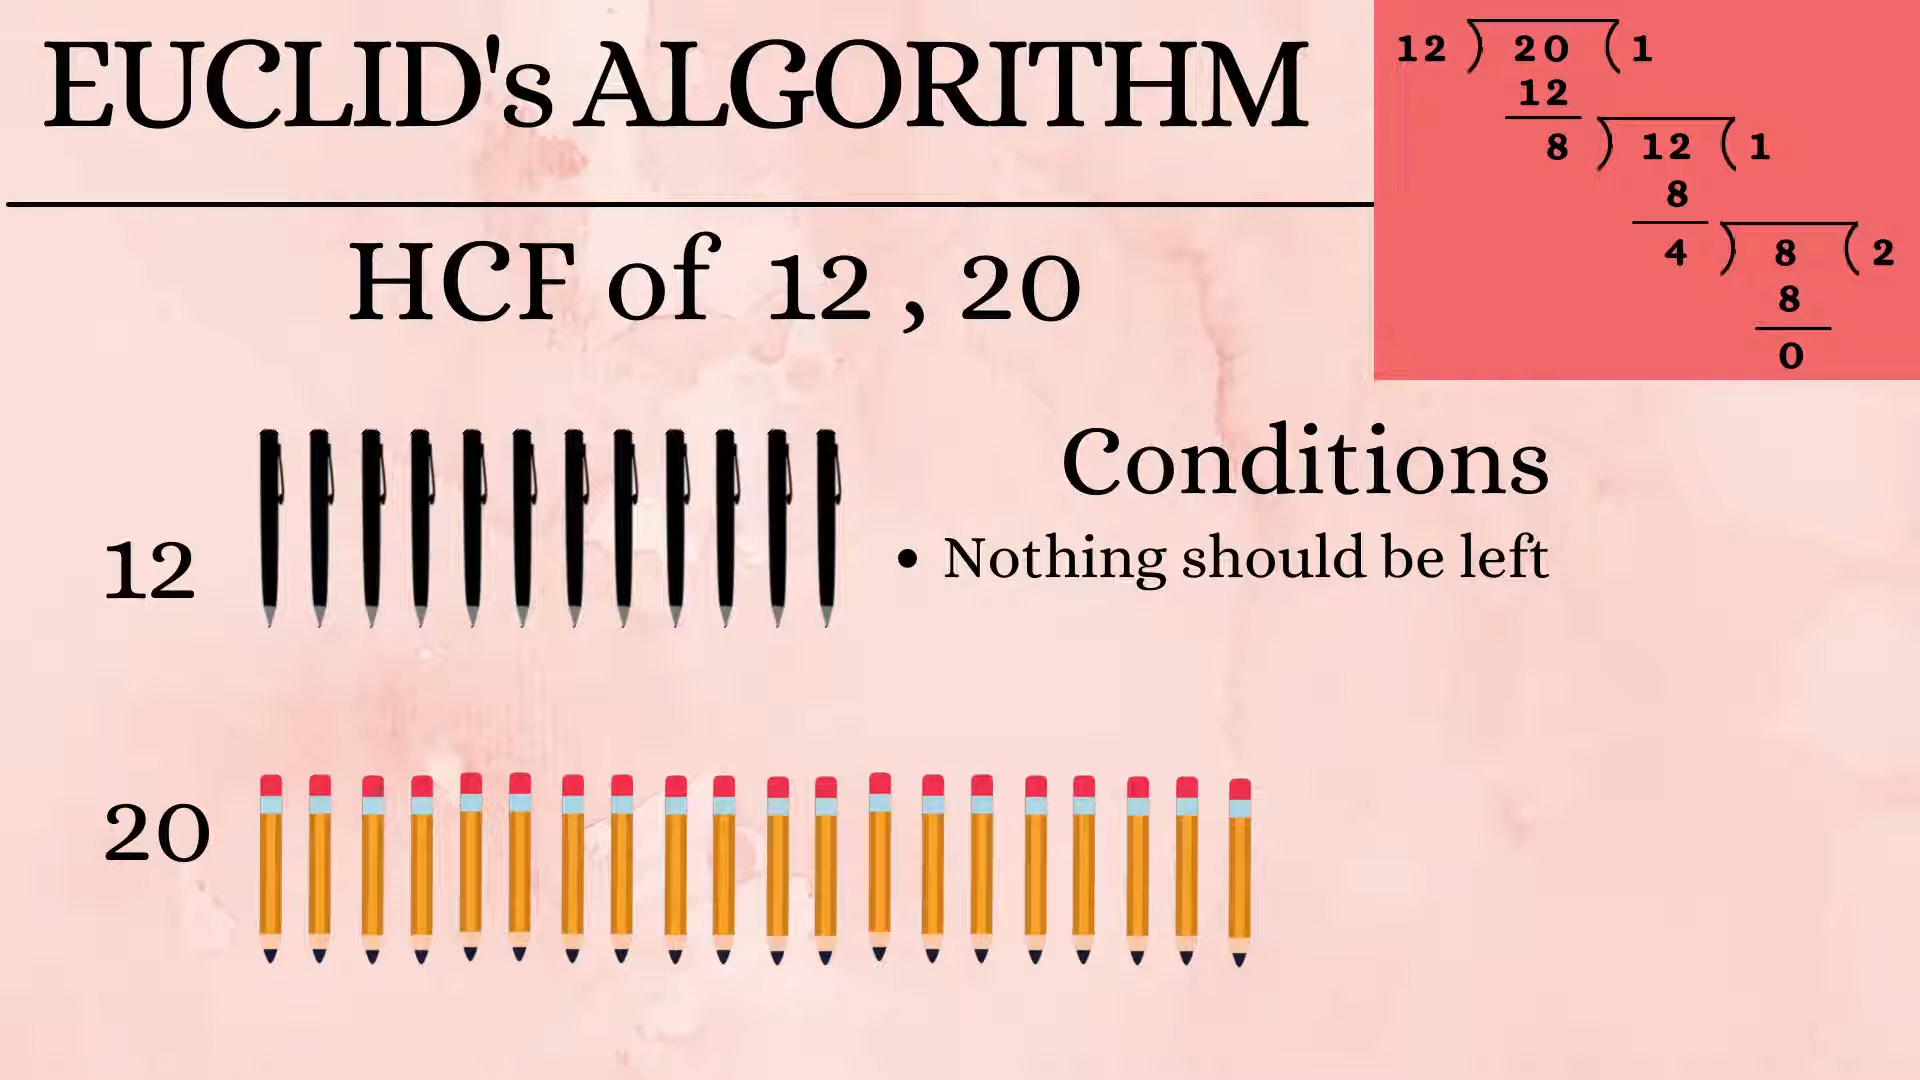 EUCLID's ALGORITHM
HCF of 12 , 20
12 ) 20 ( 1
12
8 ) 12 ( 1
8
4 ) 8 ( 2
8
0
Conditions
• Nothing should be left
12
20